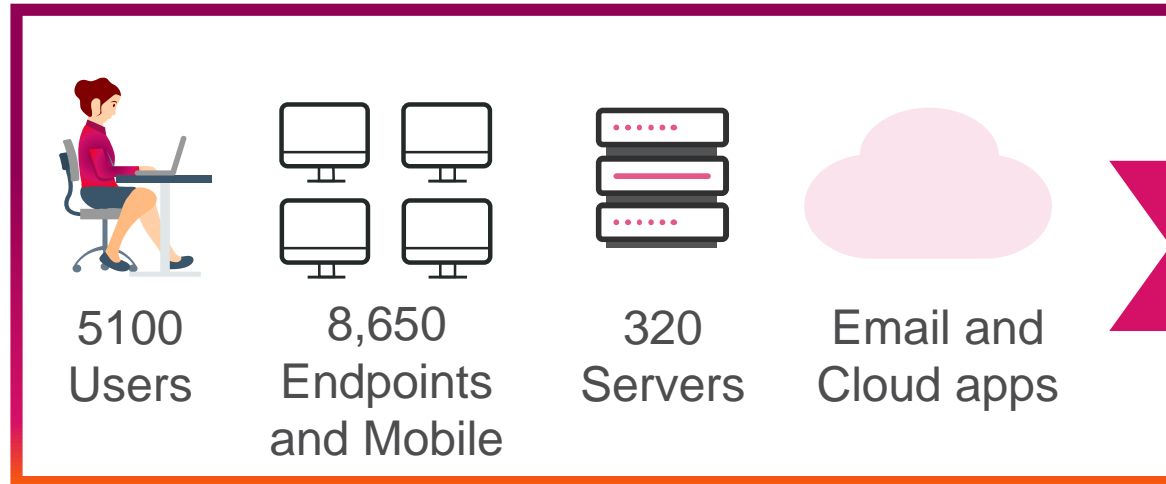 5100
Users
8,650
Endpoints
and Mobile
320
Servers
Email and
Cloud apps